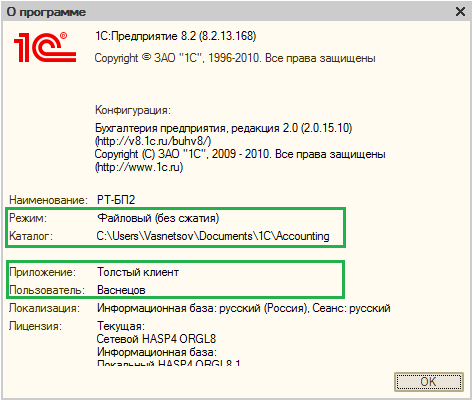 О программе
1С®
1С:Предприятие 8.2 (8.2.13.168)
Copyright © ЗАО "1С", 1996-2010. Все права защищены
Конфигурация:
Бухгалтерия предприятия, редакция 2.0 (2.0.15.10)
(http://v8.1c.ru/buhv8/)
Copyright (C) ЗАО "1С", 2009 - 2010. Все права защищены
(http://www.1c.ru)
Наименование: РТ-БП2
Режим: Файловый (без сжатия)
Каталог: C:\Users\Vasnetsov\Documents\1C\Accounting
Приложение: Толстый клиент
Пользователь: Васнецов
Локализация: Информационная база: русский (Россия), Сеанс: русский
Лицензия: Текущая:
Сетевой HASP4 ORGL8
Информационная база:
Локальный HASP4 ORGL8 1
OK